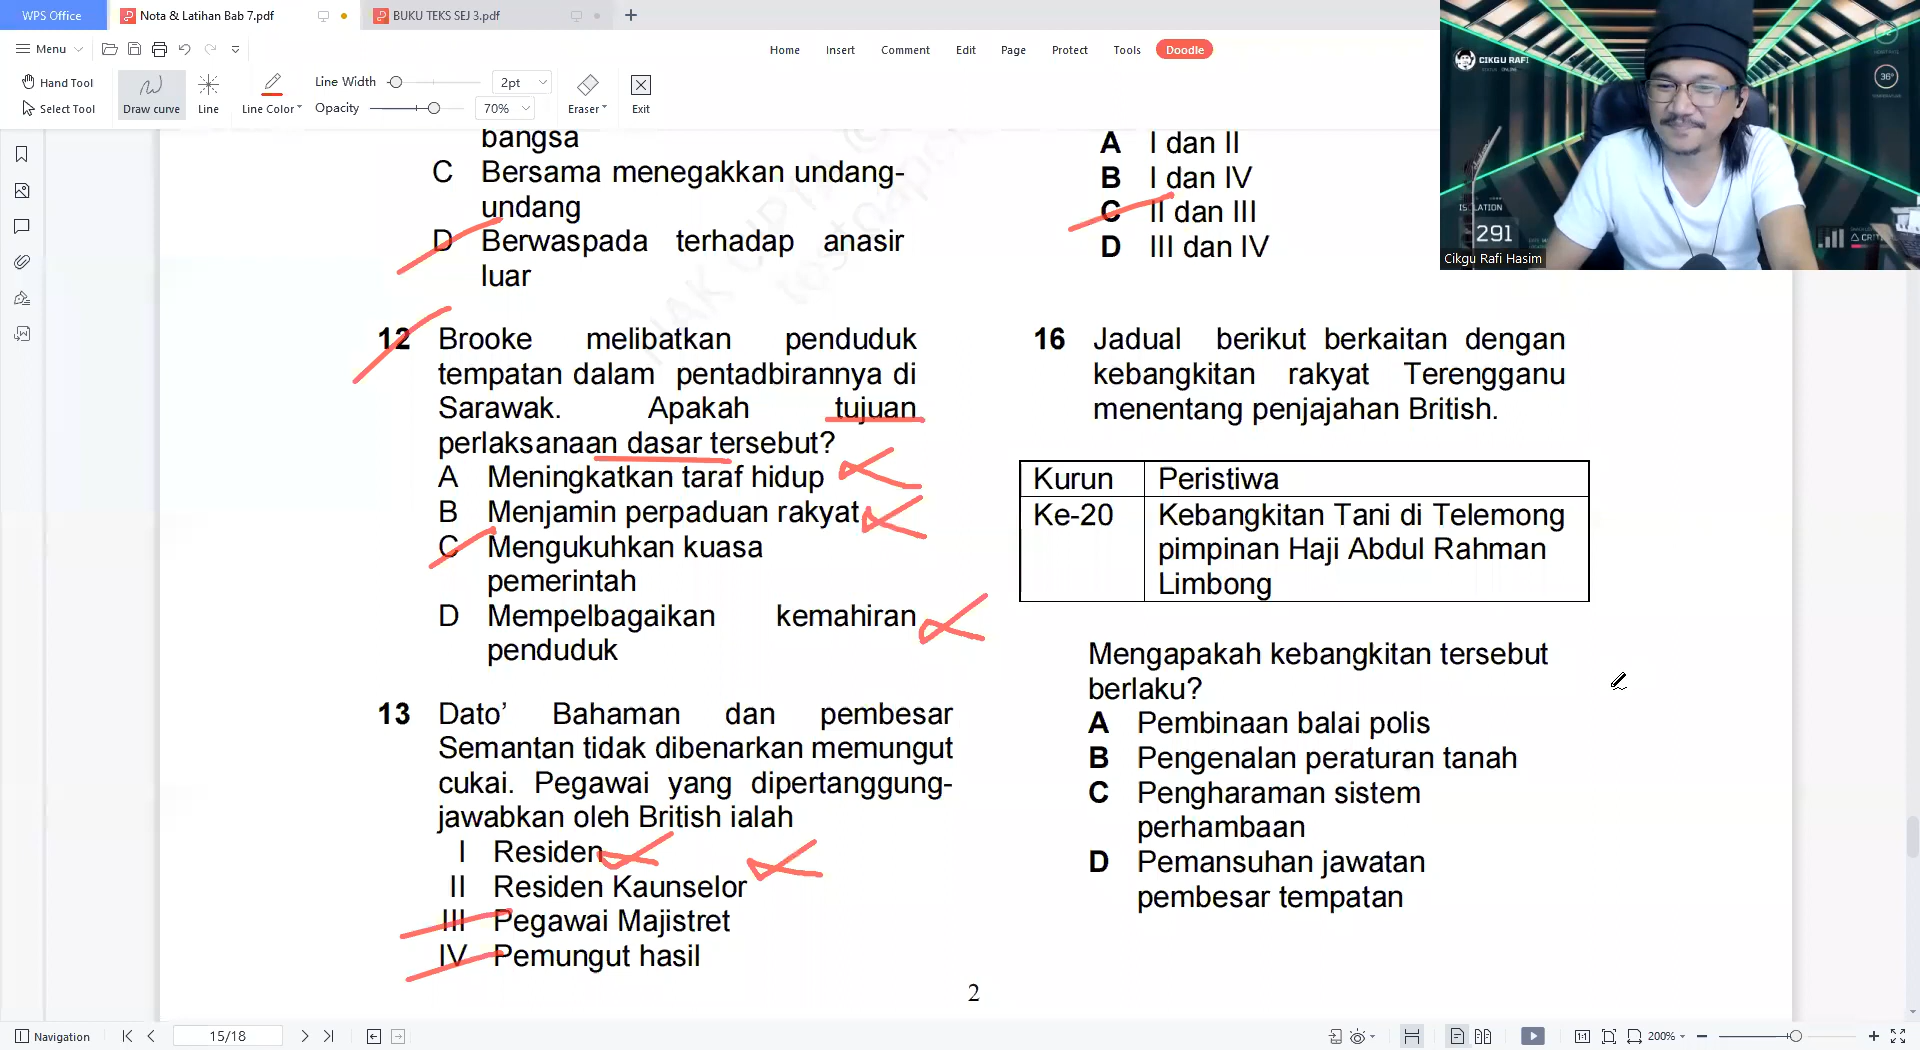 WPS Office
Nota & Latihan Bab 7.pdf
BUKU TEKS SEJ 3.pdf
Menu
Home
Insert
Comment
Edit
Page
Protect
Tools
Doodle
Hand Tool
Select Tool
Draw curve
Line
Line Color
Line Width
2pt
Opacity
70%
Eraser
Exit
CIKGU RAFI
291
36°
Cikgu Rafi Hasim
bangsa
C Bersama menegakkan undang-
undang
D Berwaspada terhadap anasir
luar
12 Brooke melibatkan penduduk
tempatan dalam pentadbirannya di
Sarawak. Apakah tujuan
perlaksanaan dasar tersebut?
A Meningkatkan taraf hidup
B Menjamin perpaduan rakyat
C Mengukuhkan kuasa
pemerintah
D Mempelbagaikan kemahiran
penduduk
13 Dato’ Bahaman dan pembesar
Semantan tidak dibenarkan memungut
cukai. Pegawai yang dipertanggung-
jawabkan oleh British ialah
I Residen
II Residen Kaunselor
III Pegawai Majistret
IV Pemungut hasil
A I dan II
B I dan IV
C II dan III
D III dan IV
16 Jadual berikut berkaitan dengan
kebangkitan rakyat Terengganu
menentang penjajahan British.
Kurun Peristiwa
Ke-20 Kebangkitan Tani di Telemong
pimpinan Haji Abdul Rahman
Limbong
Mengapakah kebangkitan tersebut
berlaku?
A Pembinaan balai polis
B Pengenalan peraturan tanah
C Pengharaman sistem
perhambaan
D Pemansuhan jawatan
pembesar tempatan
2
Navigation
15/18
200%